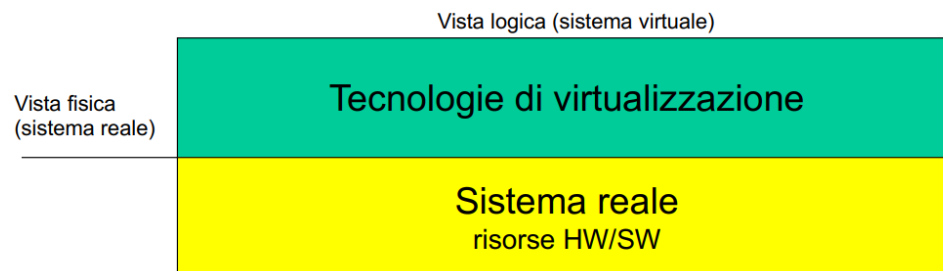 Vista logica (sistema virtuale)
Tecnologie di virtualizzazione
Vista fisica
(sistema reale)
Sistema reale
risorse HW/SW